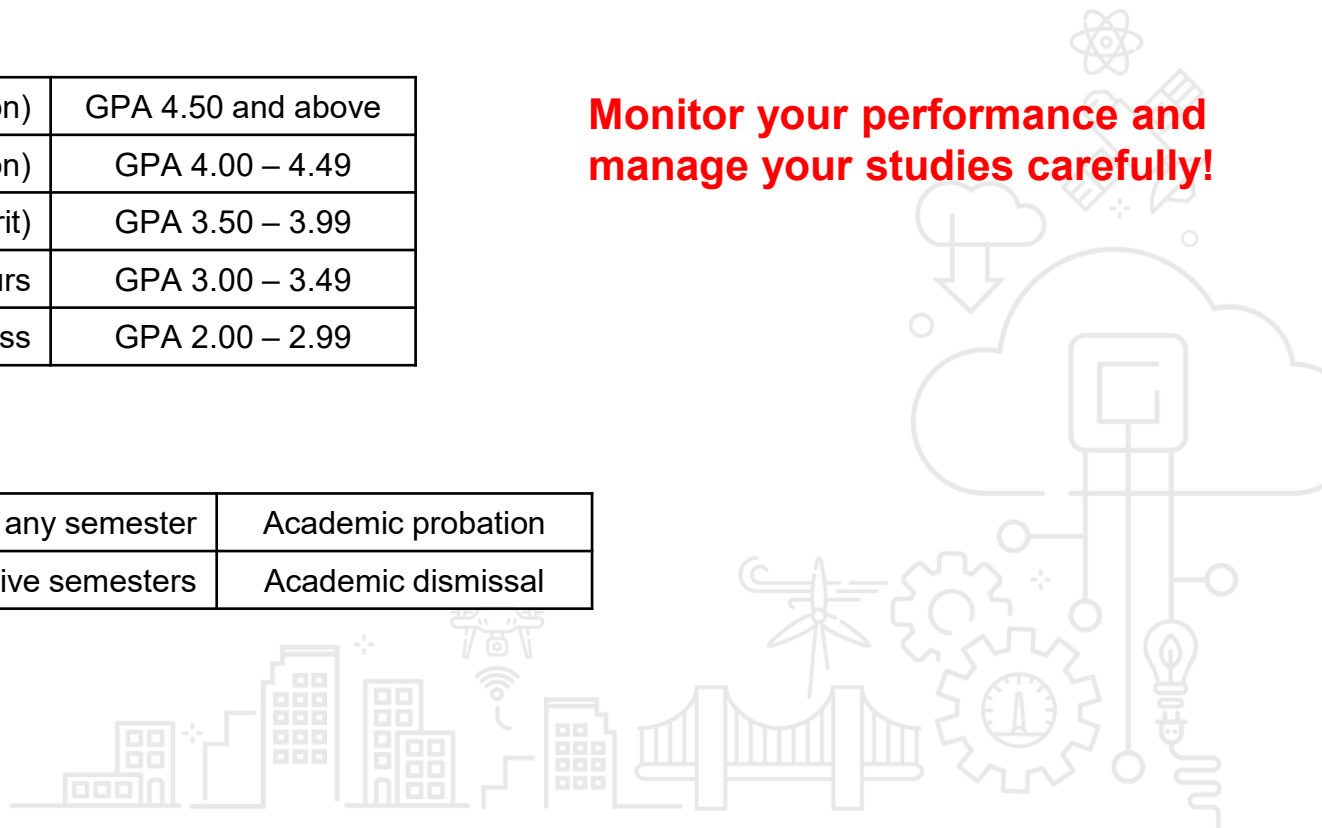 on) GPA 4.50 and above
on) GPA 4.00 – 4.49
rit) GPA 3.50 – 3.99
urs GPA 3.00 – 3.49
ss GPA 2.00 – 2.99
Monitor your performance and
manage your studies carefully!
any semester Academic probation
ive semesters Academic dismissal